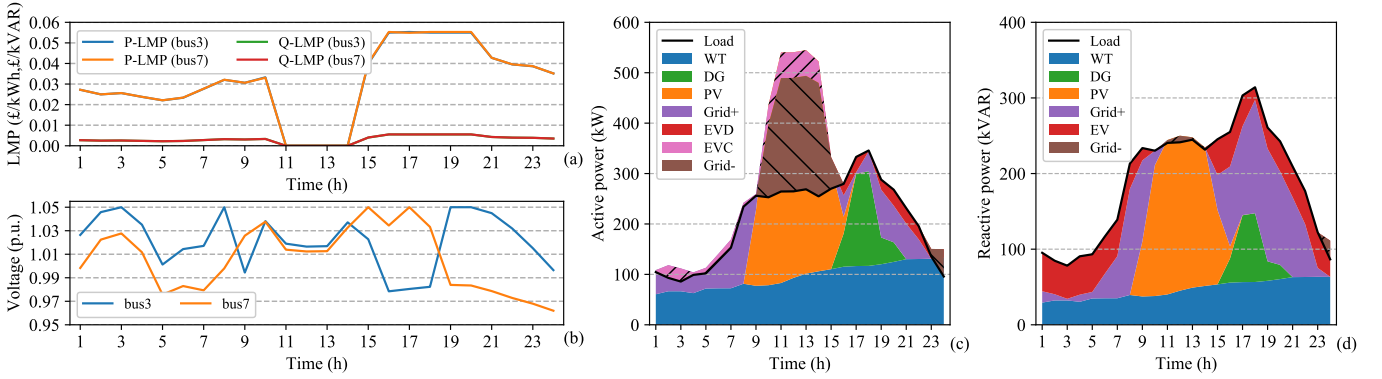 LMP (£/kWh,£/kVAR)
0.06
0.05
0.04
0.03
0.02
0.01
0.00
P-LMP (bus3)
P-LMP (bus7)
Q-LMP (bus3)
Q-LMP (bus7)
1 3 5 7 9 11 13 15 17 19 21 23
Time (h)
(a)
Voltage (p.u.)
1.05
1.03
1.01
0.99
0.97
0.95
bus3 bus7
1 3 5 7 9 11 13 15 17 19 21 23
Time (h)
(b)
Active power (kW)
600
500
400
300
200
100
0
Load
WT
DG
PV
Grid+
EVD
EVC
Grid-
1 3 5 7 9 11 13 15 17 19 21 23
Time (h)
(c)
Reactive power (kVAR)
400
300
200
100
0
Load
WT
DG
PV
Grid+
EV
Grid-
1 3 5 7 9 11 13 15 17 19 21 23
Time (h)
(d)